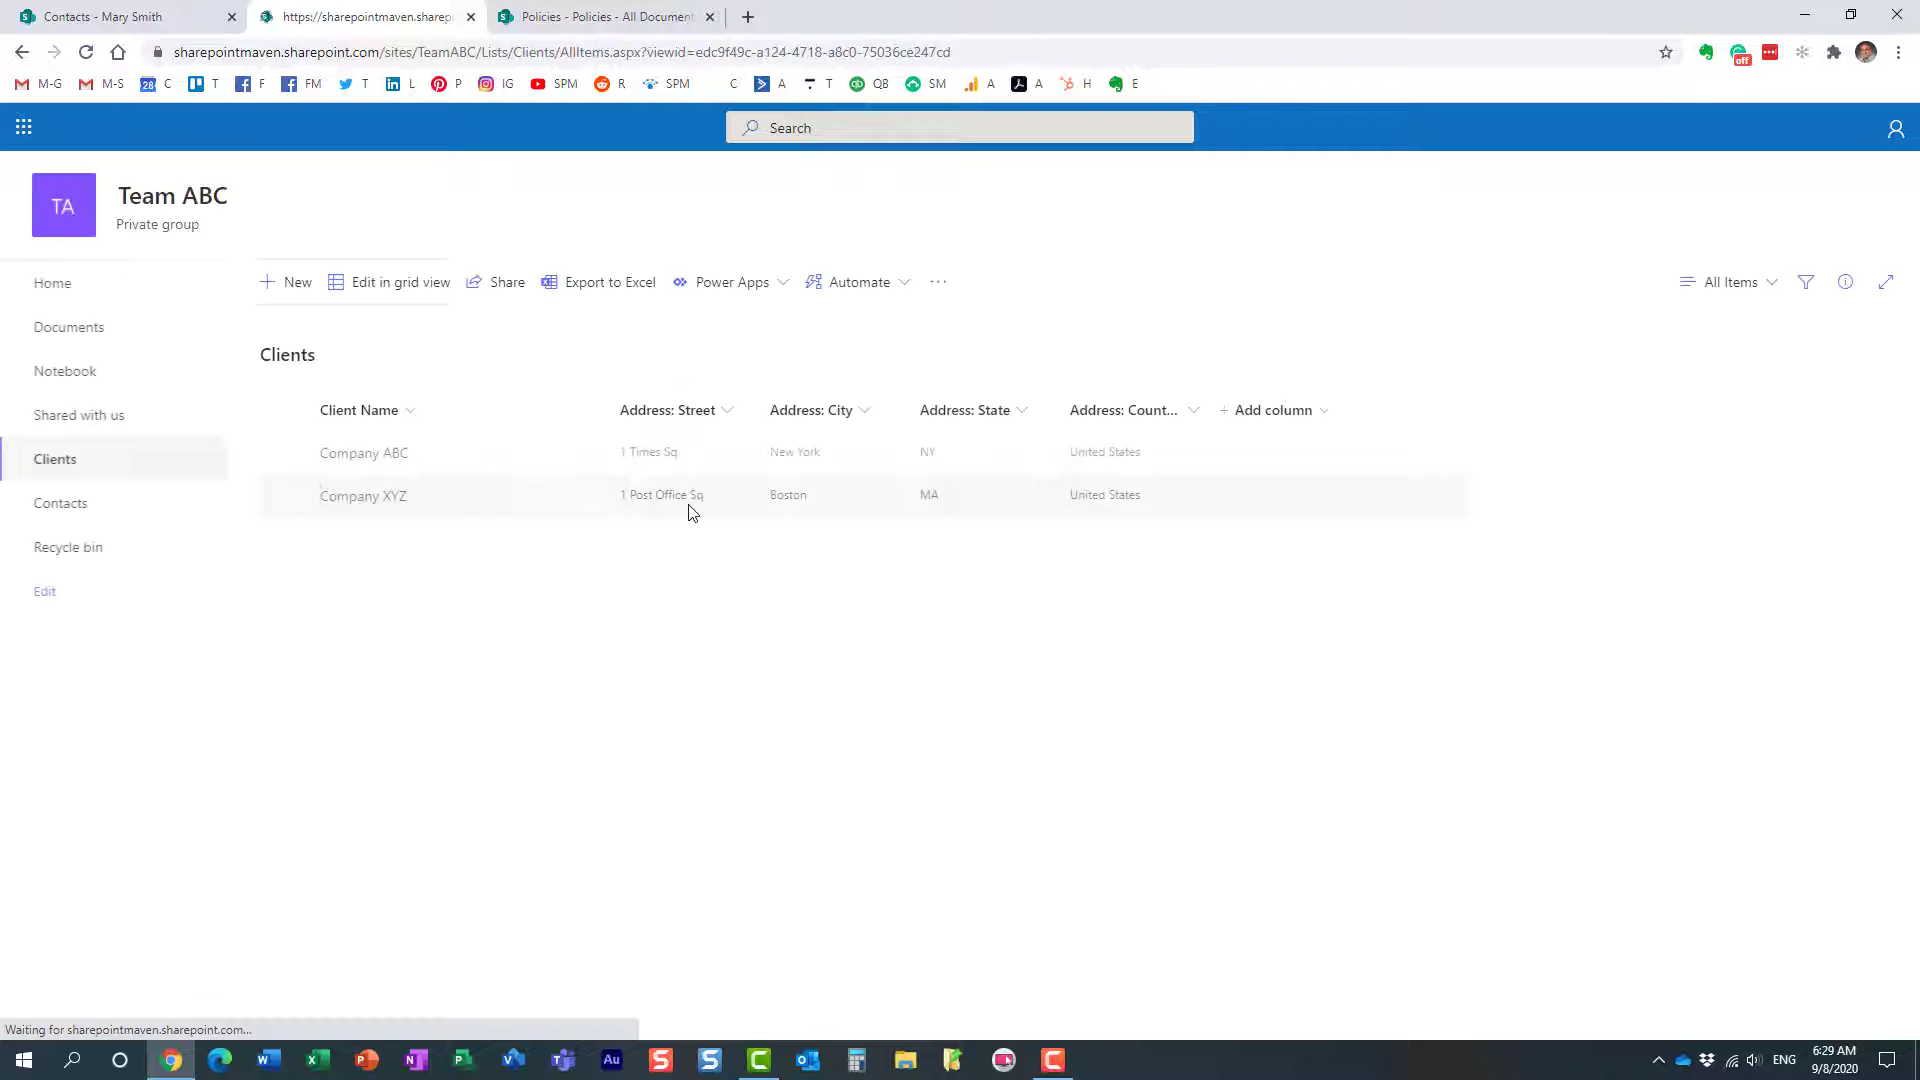 Contacts - Mary Smith
https://sharepointmaven.sharep
Policies - Policies - All Document
sharepointmaven.sharepoint.com/sites/TeamABC/Lists/Clients/AllItems.aspx?viewid=edc9f49c-a124-4718-a8c0-75036ce247cd
off
M-G M-S 28 C T F FM T L P IG SPM R SPM C A T QB SM A A H E
Search
TA
Team ABC
Private group
New Edit in grid view Share Export to Excel Power Apps Automate ... All Items
Home
Documents
Notebook
Shared with us
Clients
Contacts
Recycle bin
Edit
Clients
Client Name Address: Street Address: City Address: State Address: Count... + Add column
Company ABC 1 Times Sq New York NY United States
Company XYZ 1 Post Office Sq Boston MA United States
Waiting for sharepointmaven.sharepoint.com...
Au
ENG
6:29 AM
9/8/2020